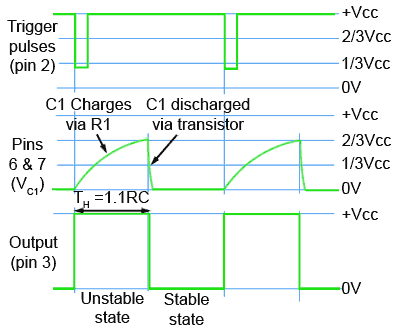 +Vcc
Trigger
pulses
(pin 2)
2/3Vcc
1/3Vcc
0V
C1 Charges
via R1
C1 discharged
via transistor
+Vcc
Pins
6 & 7
(VC1)
2/3Vcc
1/3Vcc
0V
TH =1.1RC
+Vcc
Output
(pin 3)
0V
Unstable
state
Stable
state